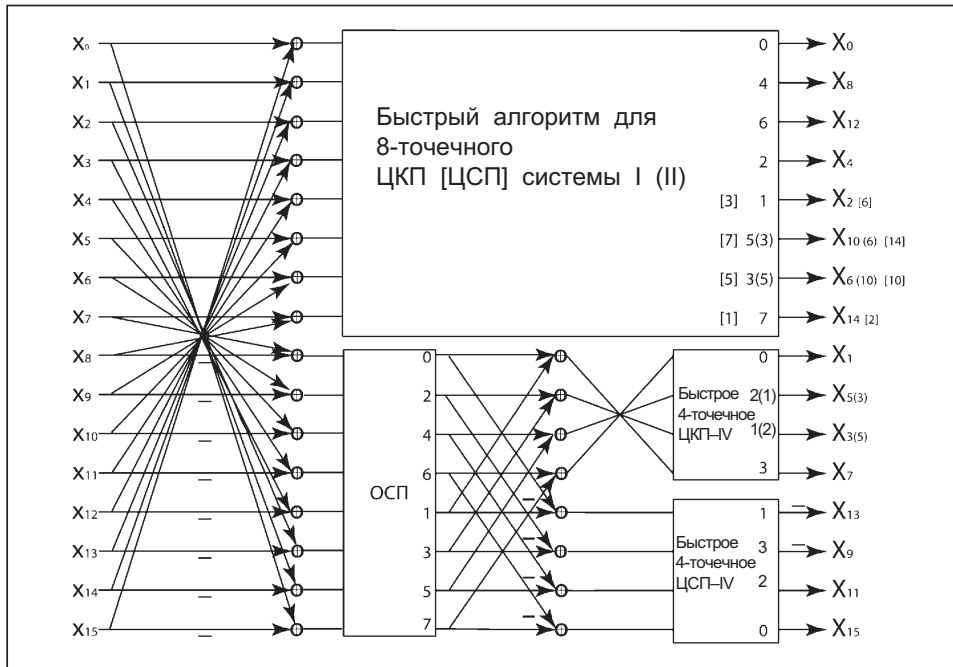 X₀ 0 X₀
X₁ 4 X₈
X₂ Быстрый алгоритм для 6 X₁₂
8-точечного
X₃ ЦКП [ЦСП] системы I (II) 2 X₄
X₄ [3] 1 X₂ [6]
X₅ [7] 5(3) X₁₀ (6) [14]
X₆ [5] 3(5) X₆ (10) [10]
X₇ [1] 7 X₁₄ [2]
X₈ – 0 0 X₁
X₉ – 2 Быстрое 2(1) X₅(3)
X₁₀ – 4 4-точечное 1(2) X₃(5)
ЦКП–IV
X₁₁ – 6 3 X₇
ОСП
X₁₂ – 1 – 1 – X₁₃
X₁₃ – 3 – Быстрое 3 – X₉
4-точечное
X₁₄ – 5 – ЦСП–IV 2 X₁₁
X₁₅ – 7 – 0 X₁₅